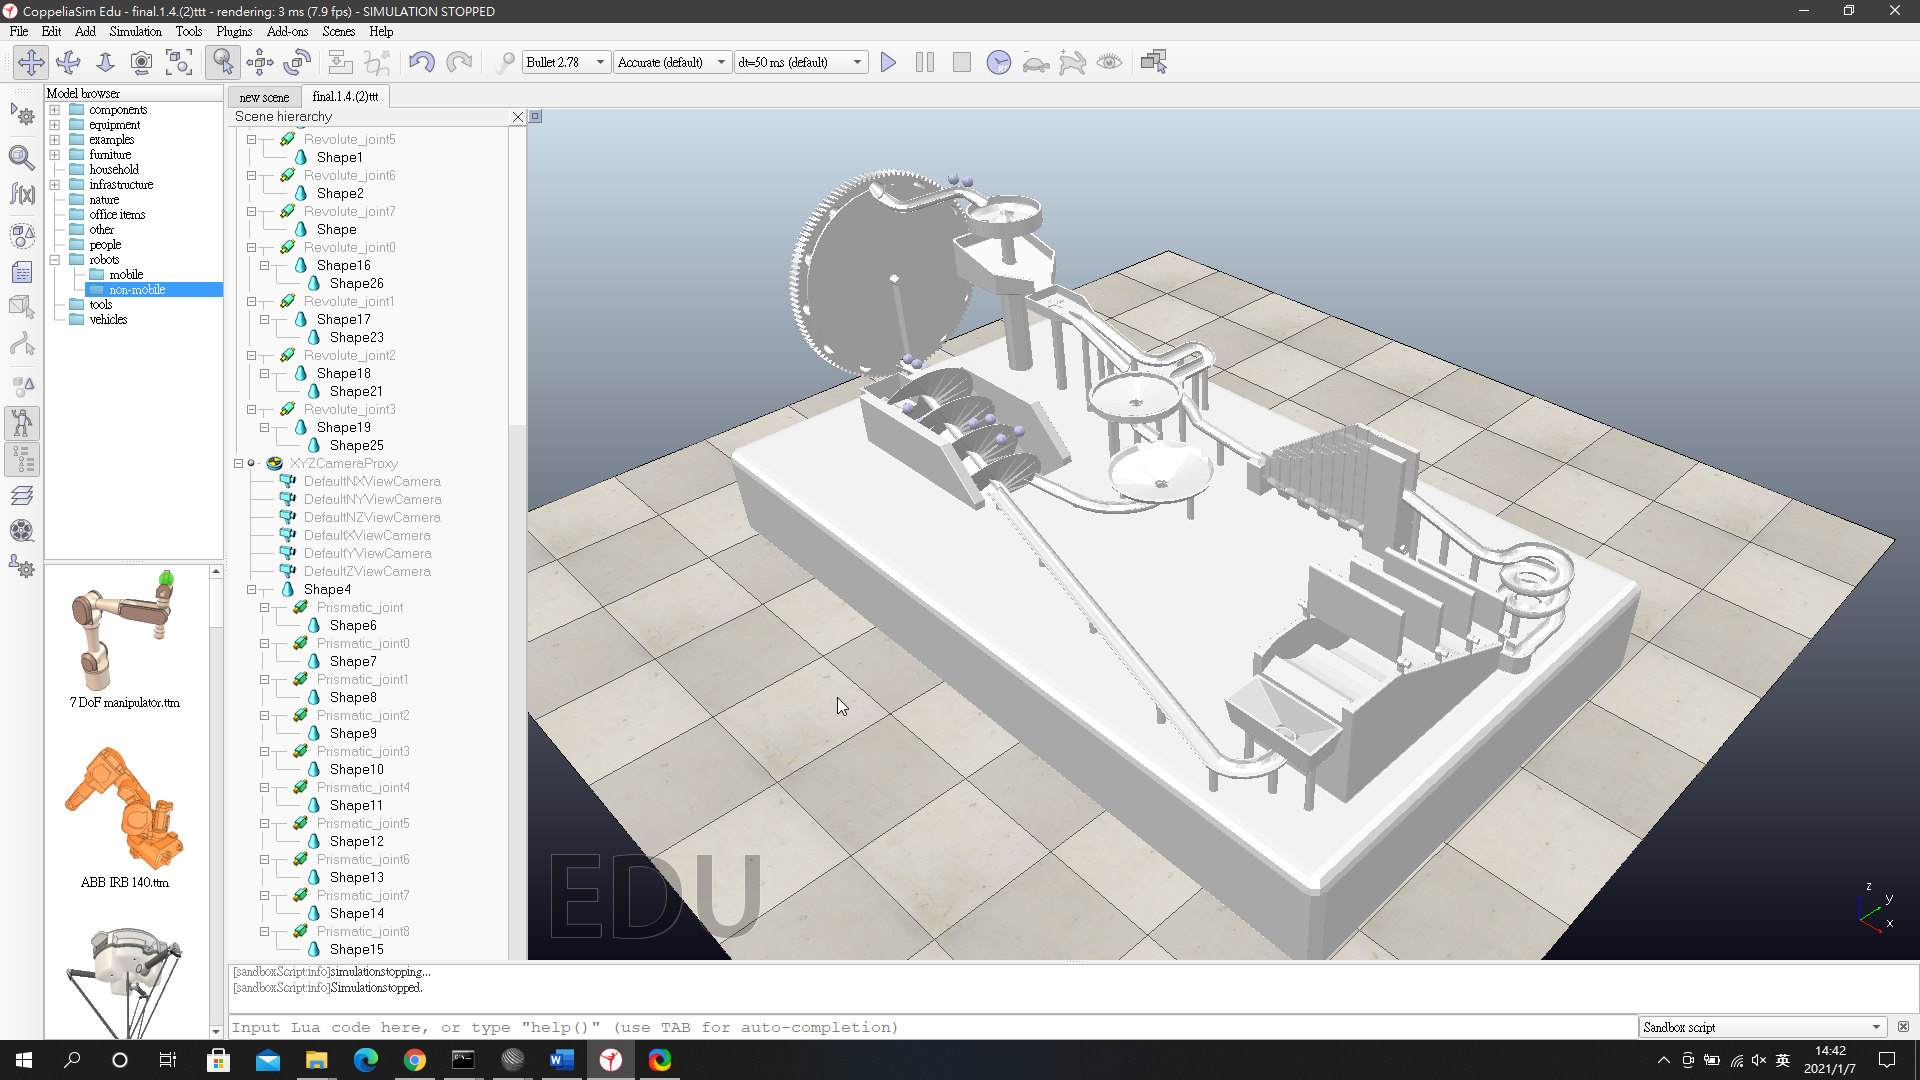 CoppeliaSim Edu - final.1.4.(2)ttt - rendering: 3 ms (7.9 fps) - SIMULATION STOPPED
File Edit Add Simulation Tools Plugins Add-ons Scenes Help
Bullet 2.78 Accurate (default) dt=50 ms (default)
Model browser
components
equipment
examples
furniture
household
infrastructure
nature
office items
other
people
robots
mobile
non-mobile
tools
vehicles
7 DoF manipulator.ttm
ABB IRB 140.ttm
new scene final.1.4.(2)ttt
Scene hierarchy
Revolute_joint5
Shape1
Revolute_joint6
Shape2
Revolute_joint7
Shape
Revolute_joint0
Shape16
Shape26
Revolute_joint1
Shape17
Shape23
Revolute_joint2
Shape18
Shape21
Revolute_joint3
Shape19
Shape25
XYZCameraProxy
DefaultNXViewCamera
DefaultNYViewCamera
DefaultNZViewCamera
DefaultXViewCamera
DefaultYViewCamera
DefaultZViewCamera
Shape4
Prismatic_joint
Shape6
Prismatic_joint0
Shape7
Prismatic_joint1
Shape8
Prismatic_joint2
Shape9
Prismatic_joint3
Shape10
Prismatic_joint4
Shape11
Prismatic_joint5
Shape12
Prismatic_joint6
Shape13
Prismatic_joint7
Shape14
Prismatic_joint8
Shape15
EDU
z
y
x
[sandboxScript:info]simulationstopping...
[sandboxScript:info]Simulationstopped.
Input Lua code here, or type "help()" (use TAB for auto-completion)
Sandbox script
英
14:42
2021/1/7